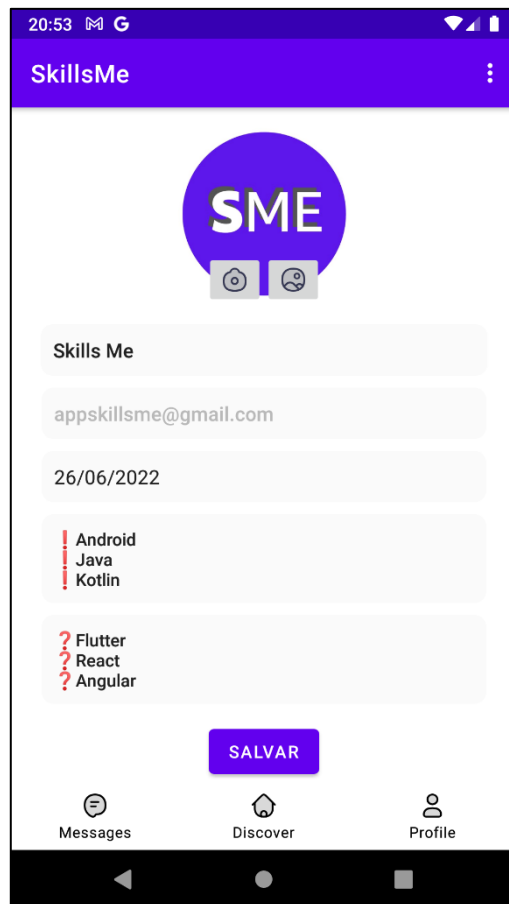 20:53 M G
SkillsMe
SME
Skills Me
appskillsme@gmail.com
26/06/2022
❗Android
❗Java
❗Kotlin
❓Flutter
❓React
❓Angular
SALVAR
Messages Discover Profile